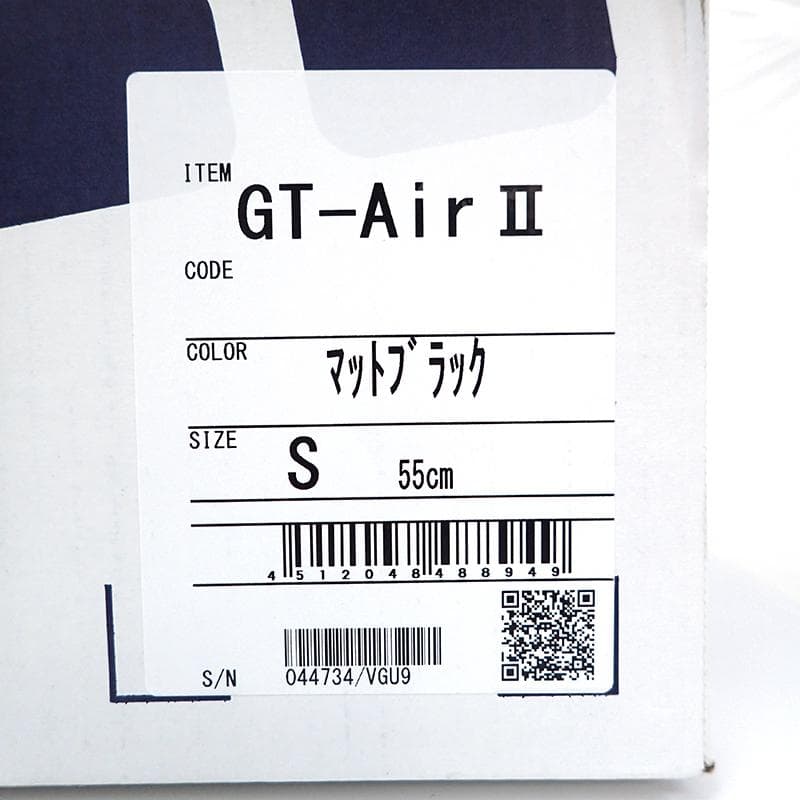 ITEM
GT-Air Ⅱ
CODE
COLOR ﾏｯﾄﾌﾞﾗｯｸ
SIZE S 55cm
4512048488949
S/N 044734/VGU9